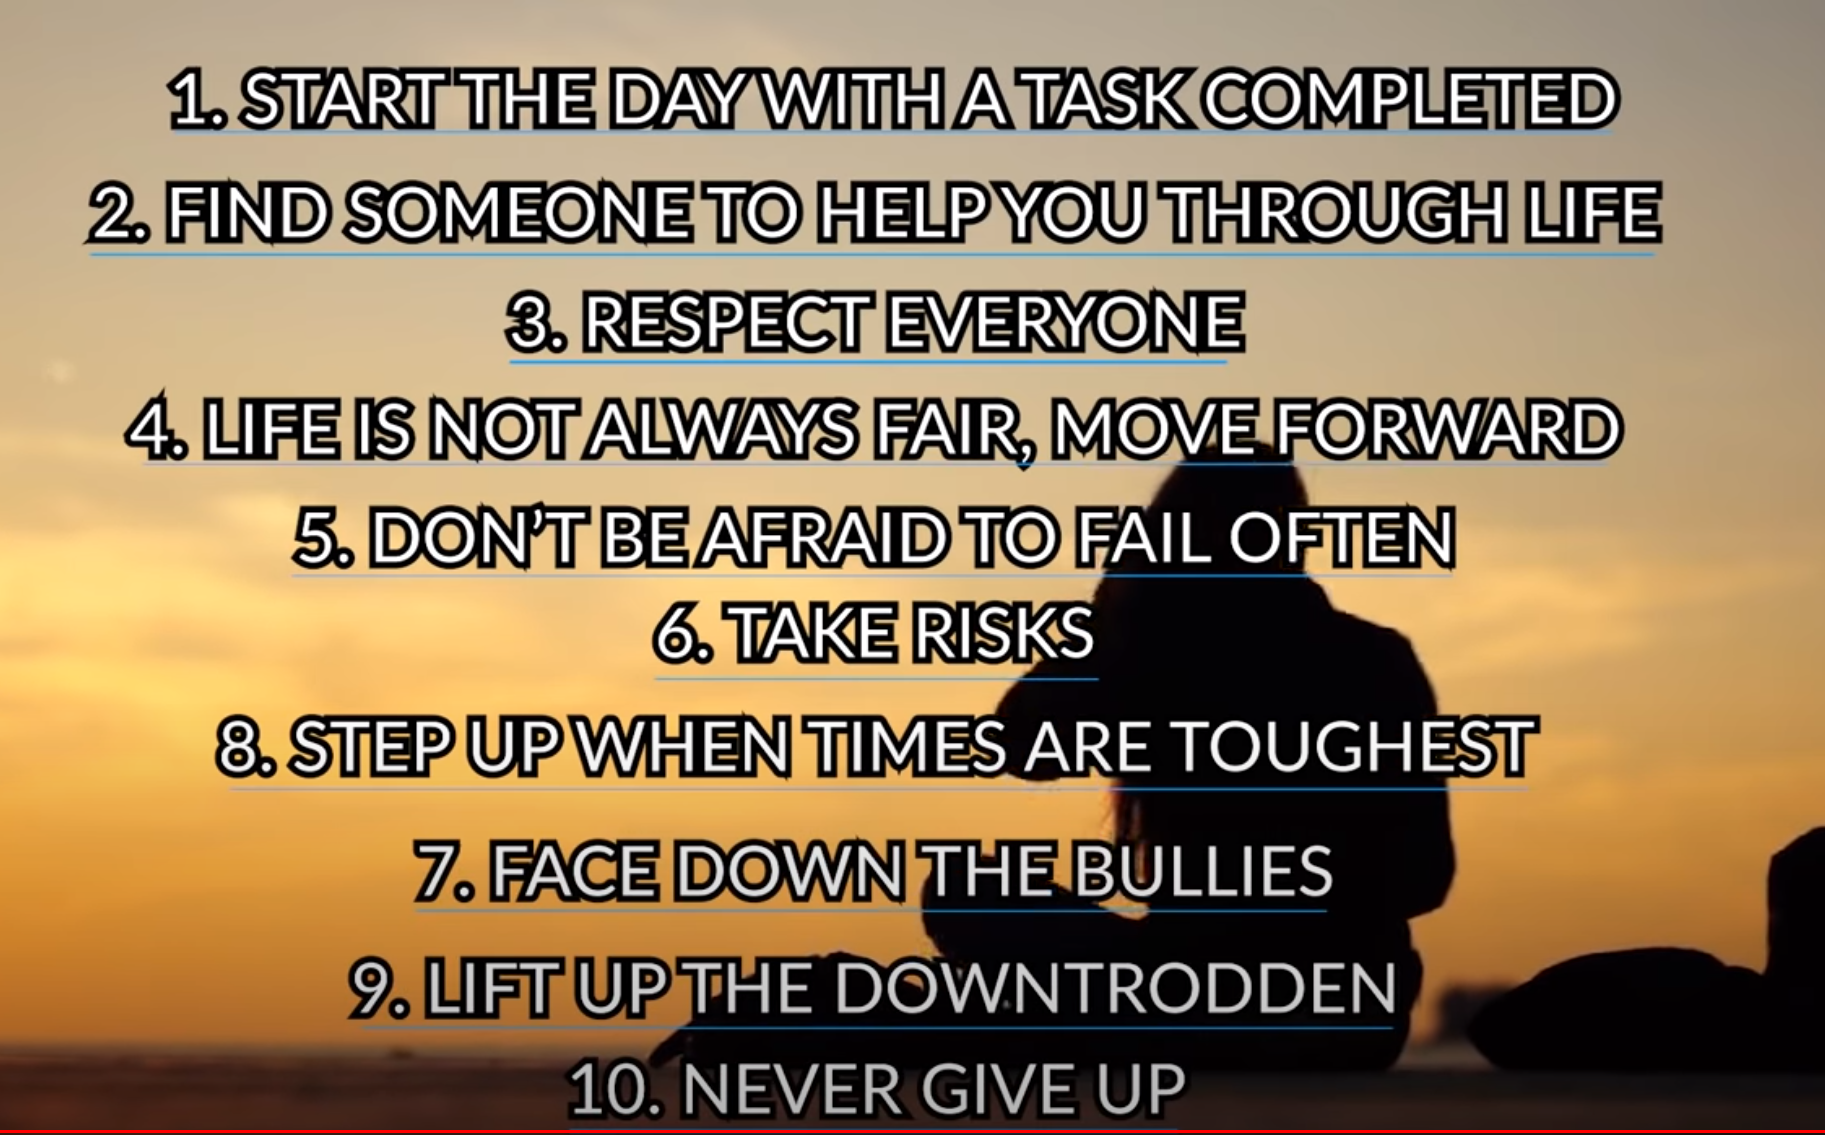 1. START THE DAY WITH A TASK COMPLETED
2. FIND SOMEONE TO HELP YOU THROUGH LIFE
3. RESPECT EVERYONE
4. LIFE IS NOT ALWAYS FAIR, MOVE FORWARD
5. DON'T BE AFRAID TO FAIL OFTEN
6. TAKE RISKS
8. STEP UP WHEN TIMES ARE TOUGHEST
7. FACE DOWN THE BULLIES
9. LIFT UP THE DOWNTRODDEN
10. NEVER GIVE UP